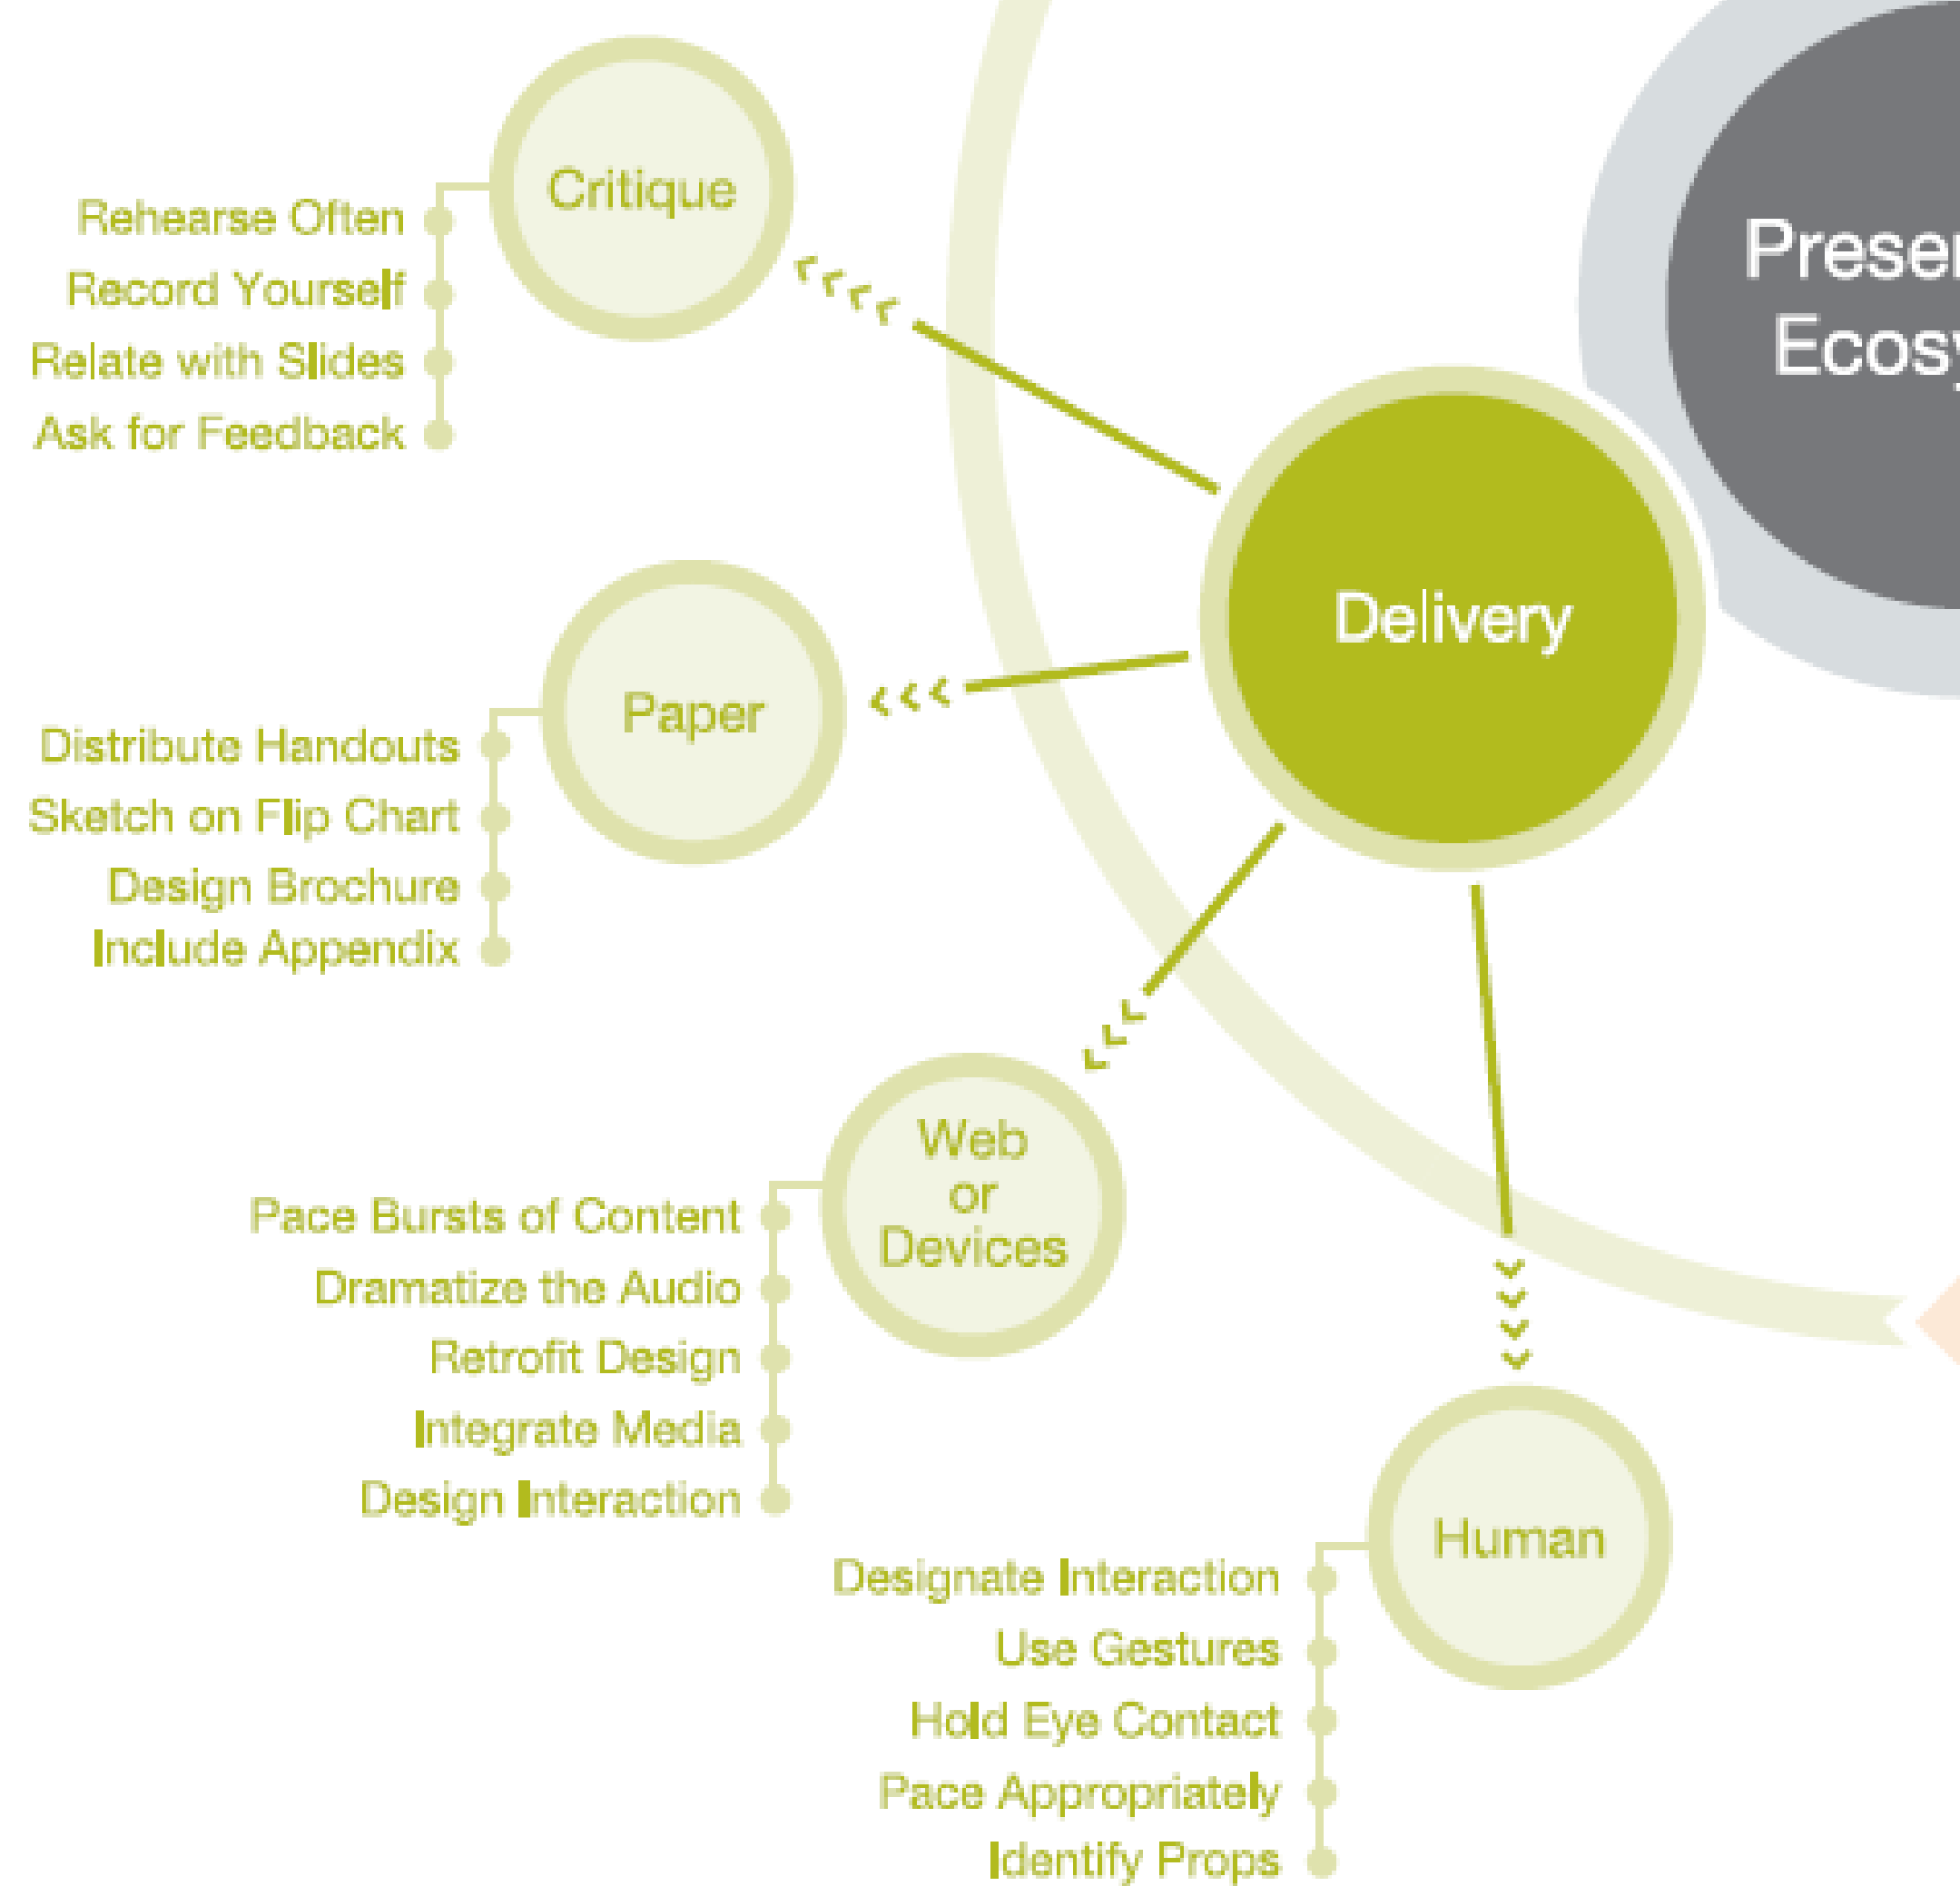 Critique
Rehearse Often
Record Yourself
Relate with Slides
Ask for Feedback
Delivery
Paper
Distribute Handouts
Sketch on Flip Chart
Design Brochure
Include Appendix
Web
or
Devices
Pace Bursts of Content
Dramatize the Audio
Retrofit Design
Integrate Media
Design Interaction
Human
Designate Interaction
Use Gestures
Hold Eye Contact
Pace Appropriately
Identify Props